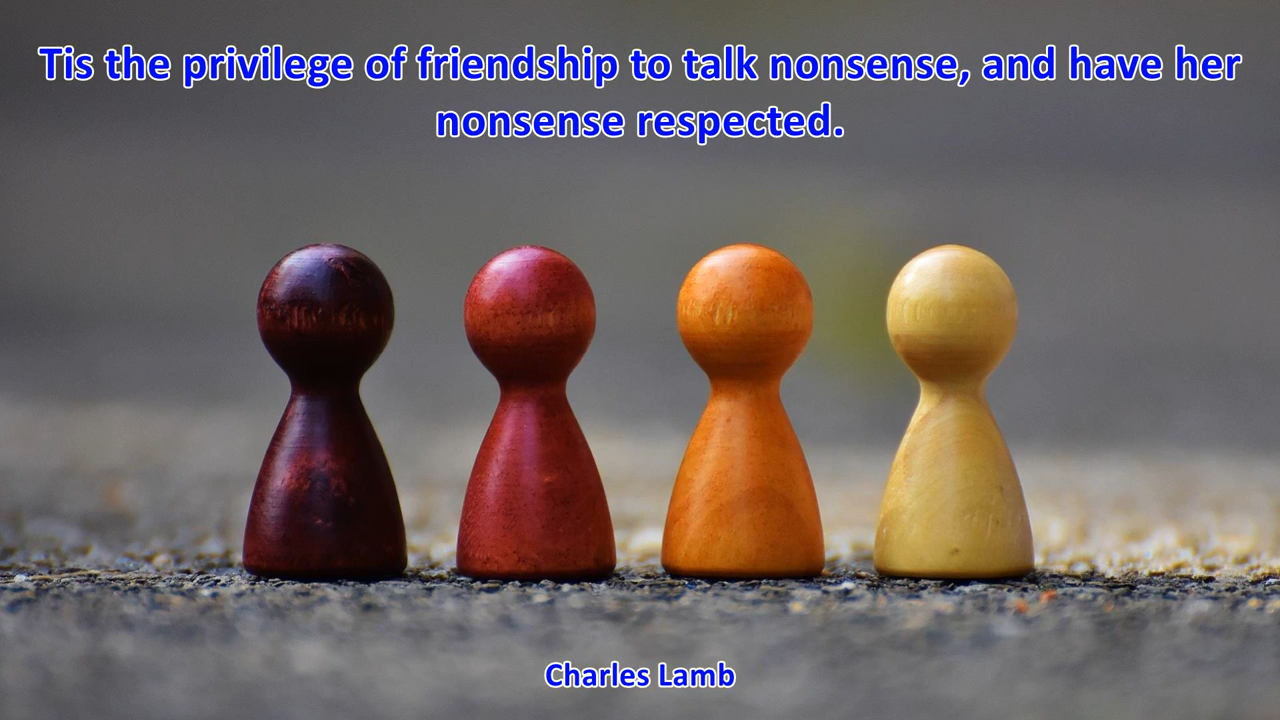 Tis the privilege of friendship to talk nonsense, and have her
nonsense respected.
Charles Lamb